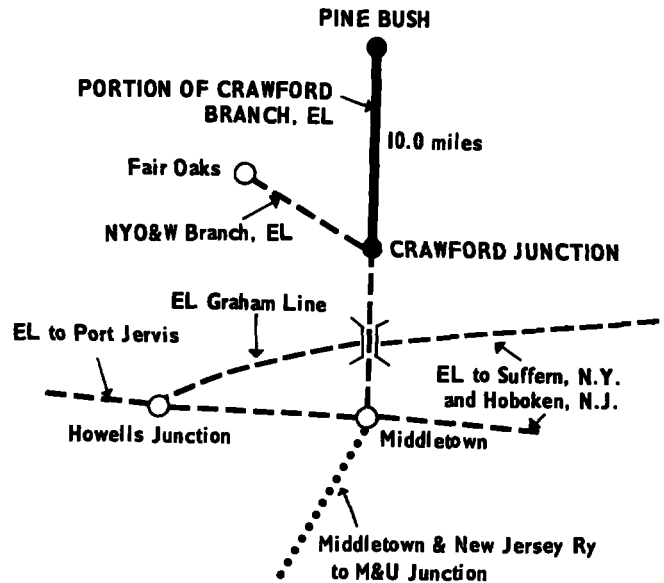 PINE BUSH
PORTION OF CRAWFORD
BRANCH, EL
10.0 miles
Fair Oaks
NYO&W Branch, EL
CRAWFORD JUNCTION
EL Graham Line
EL to Port Jervis
EL to Suffern, N.Y.
and Hoboken, N.J.
Howells Junction
Middletown
Middletown & New Jersey Ry
to M&U Junction